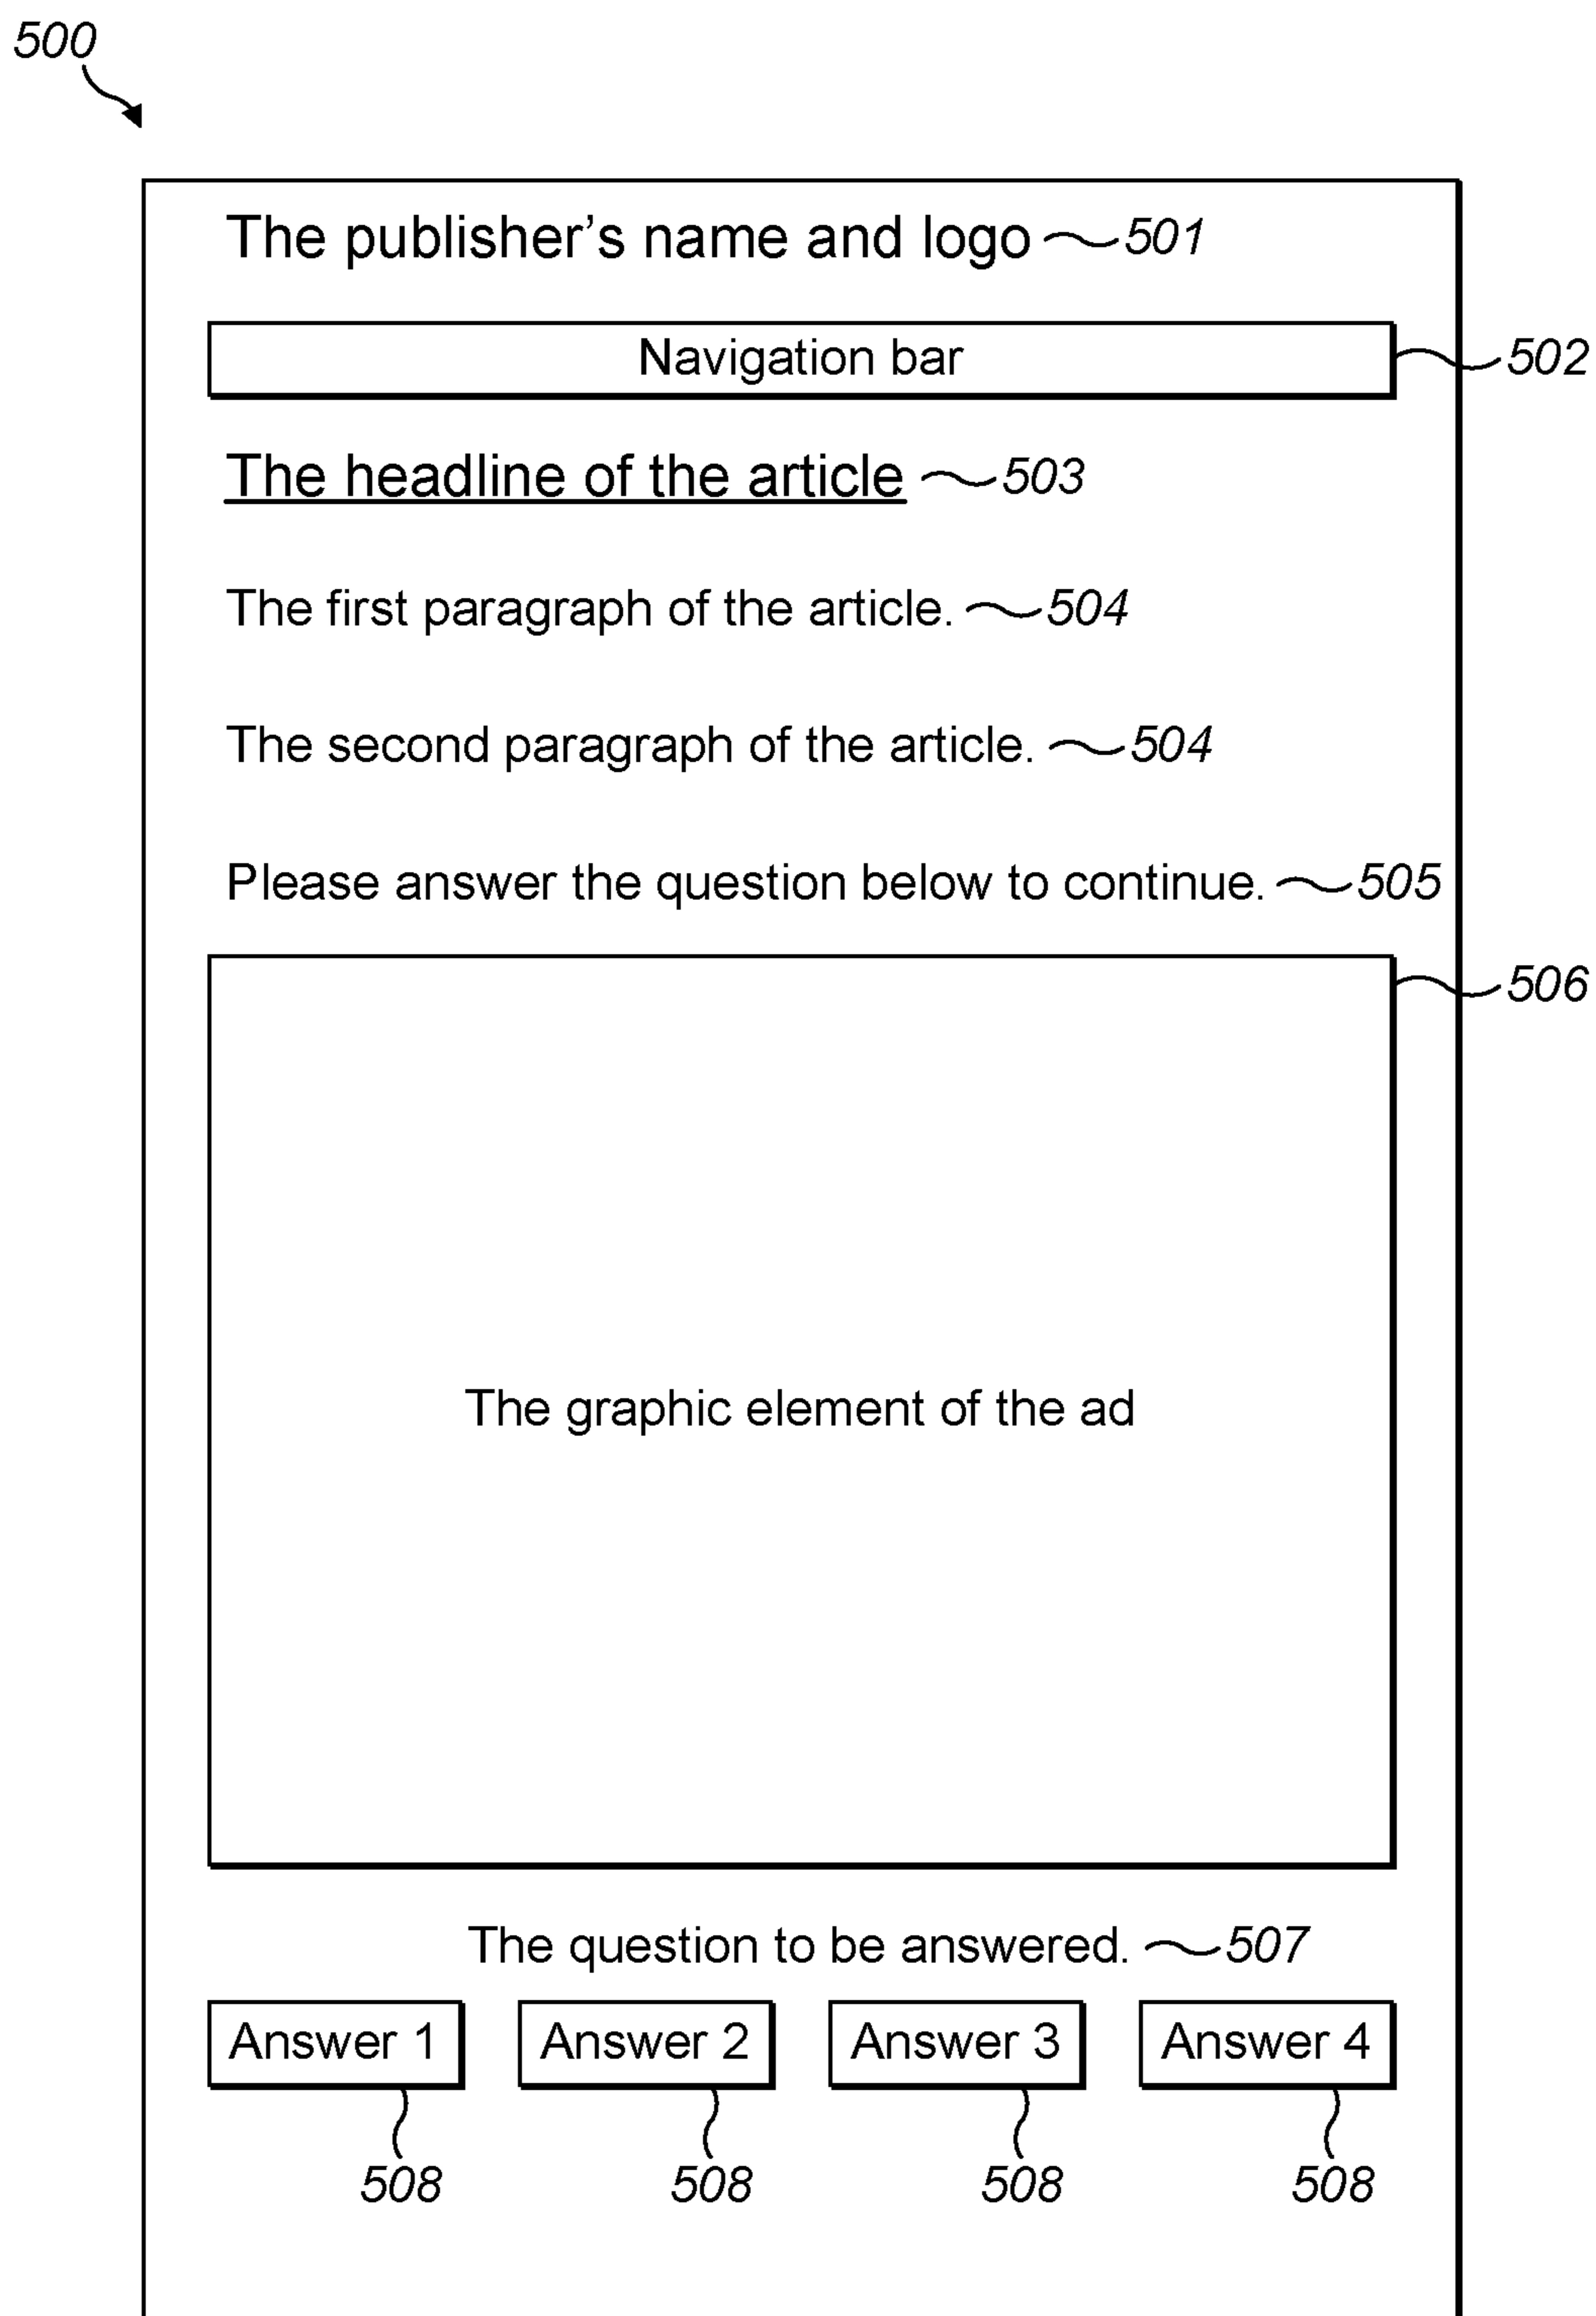 500
The publisher's name and logo 501
Navigation bar 502
The headline of the article 503
The first paragraph of the article. 504
The second paragraph of the article. 504
Please answer the question below to continue. 505
506
The graphic element of the ad
The question to be answered. 507
Answer 1 Answer 2 Answer 3 Answer 4
508 508 508 508